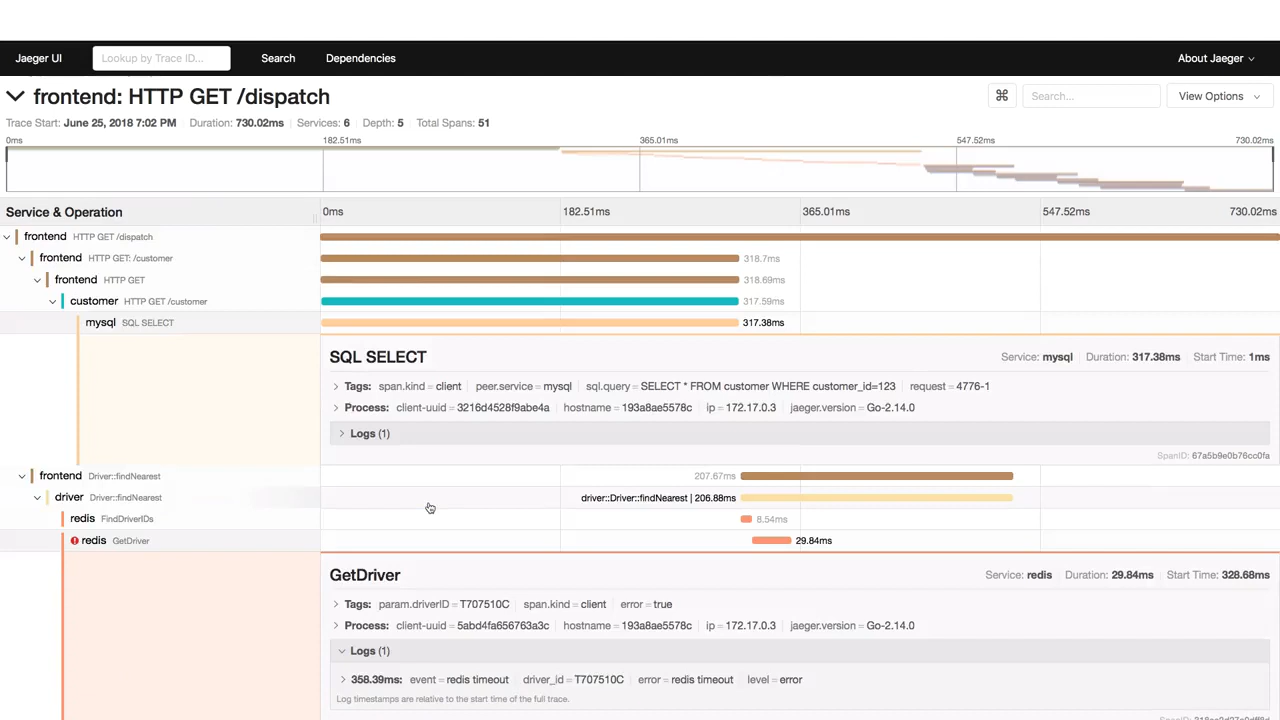 Jaeger UI Lookup by Trace ID... Search Dependencies About Jaeger
frontend: HTTP GET /dispatch ⌘ Search... View Options
Trace Start: June 25, 2018 7:02 PM Duration: 730.02ms Services: 6 Depth: 5 Total Spans: 51
0ms 182.51ms 365.01ms 547.52ms 730.02ms
Service & Operation 0ms 182.51ms 365.01ms 547.52ms 730.02ms
frontend HTTP GET /dispatch
frontend HTTP GET: /customer 318.7ms
frontend HTTP GET 318.69ms
customer HTTP GET /customer 317.59ms
mysql SQL SELECT 317.38ms
SQL SELECT Service: mysql Duration: 317.38ms Start Time: 1ms
Tags: span.kind = client peer.service = mysql sql.query = SELECT * FROM customer WHERE customer_id=123 request = 4776-1
Process: client-uuid = 3216d4528f9abe4a hostname = 193a8ae5578c ip = 172.17.0.3 jaeger.version = Go-2.14.0
Logs (1)
SpanID: 67a5b9e0b76cc0fa
frontend Driver::findNearest 207.67ms
driver Driver::findNearest driver::Driver::findNearest | 206.88ms
redis FindDriverIDs 8.54ms
redis GetDriver 29.84ms
GetDriver Service: redis Duration: 29.84ms Start Time: 328.68ms
Tags: param.driverID = T707510C span.kind = client error = true
Process: client-uuid = 5abd4fa656763a3c hostname = 193a8ae5578c ip = 172.17.0.3 jaeger.version = Go-2.14.0
Logs (1)
358.39ms: event = redis timeout driver_id = T707510C error = redis timeout level = error
Log timestamps are relative to the start time of the full trace.